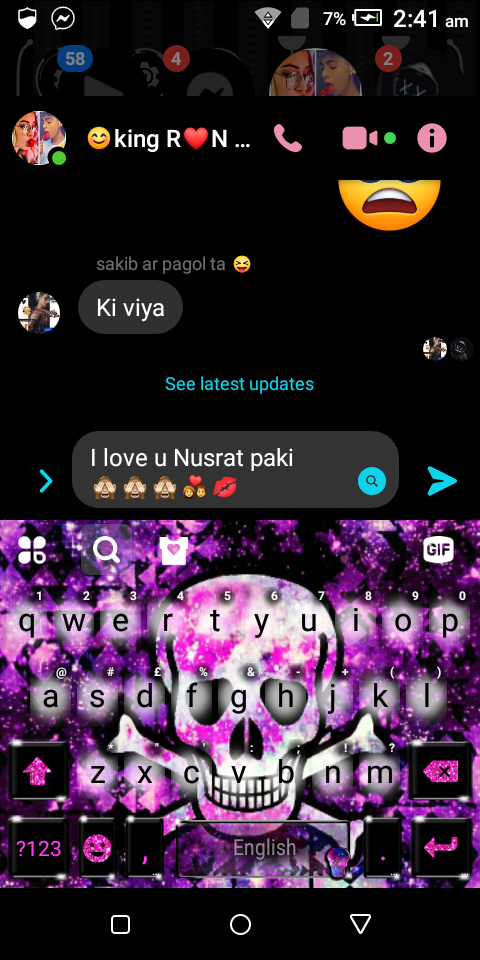 7% 2:41 am
58 4 2
😊king R❤️N ...
sakib ar pagol ta 😝
Ki viya
See latest updates
I love u Nusrat paki
🙈🙈🙈💑💋
GIF
1 2 3 4 5 6 7 8 9 0
q w e r t y u i o p
@ # £ % & - + ( )
a s d f g h j k l
* " ' : ; ! ?
z x c v b n m
?123 , English .